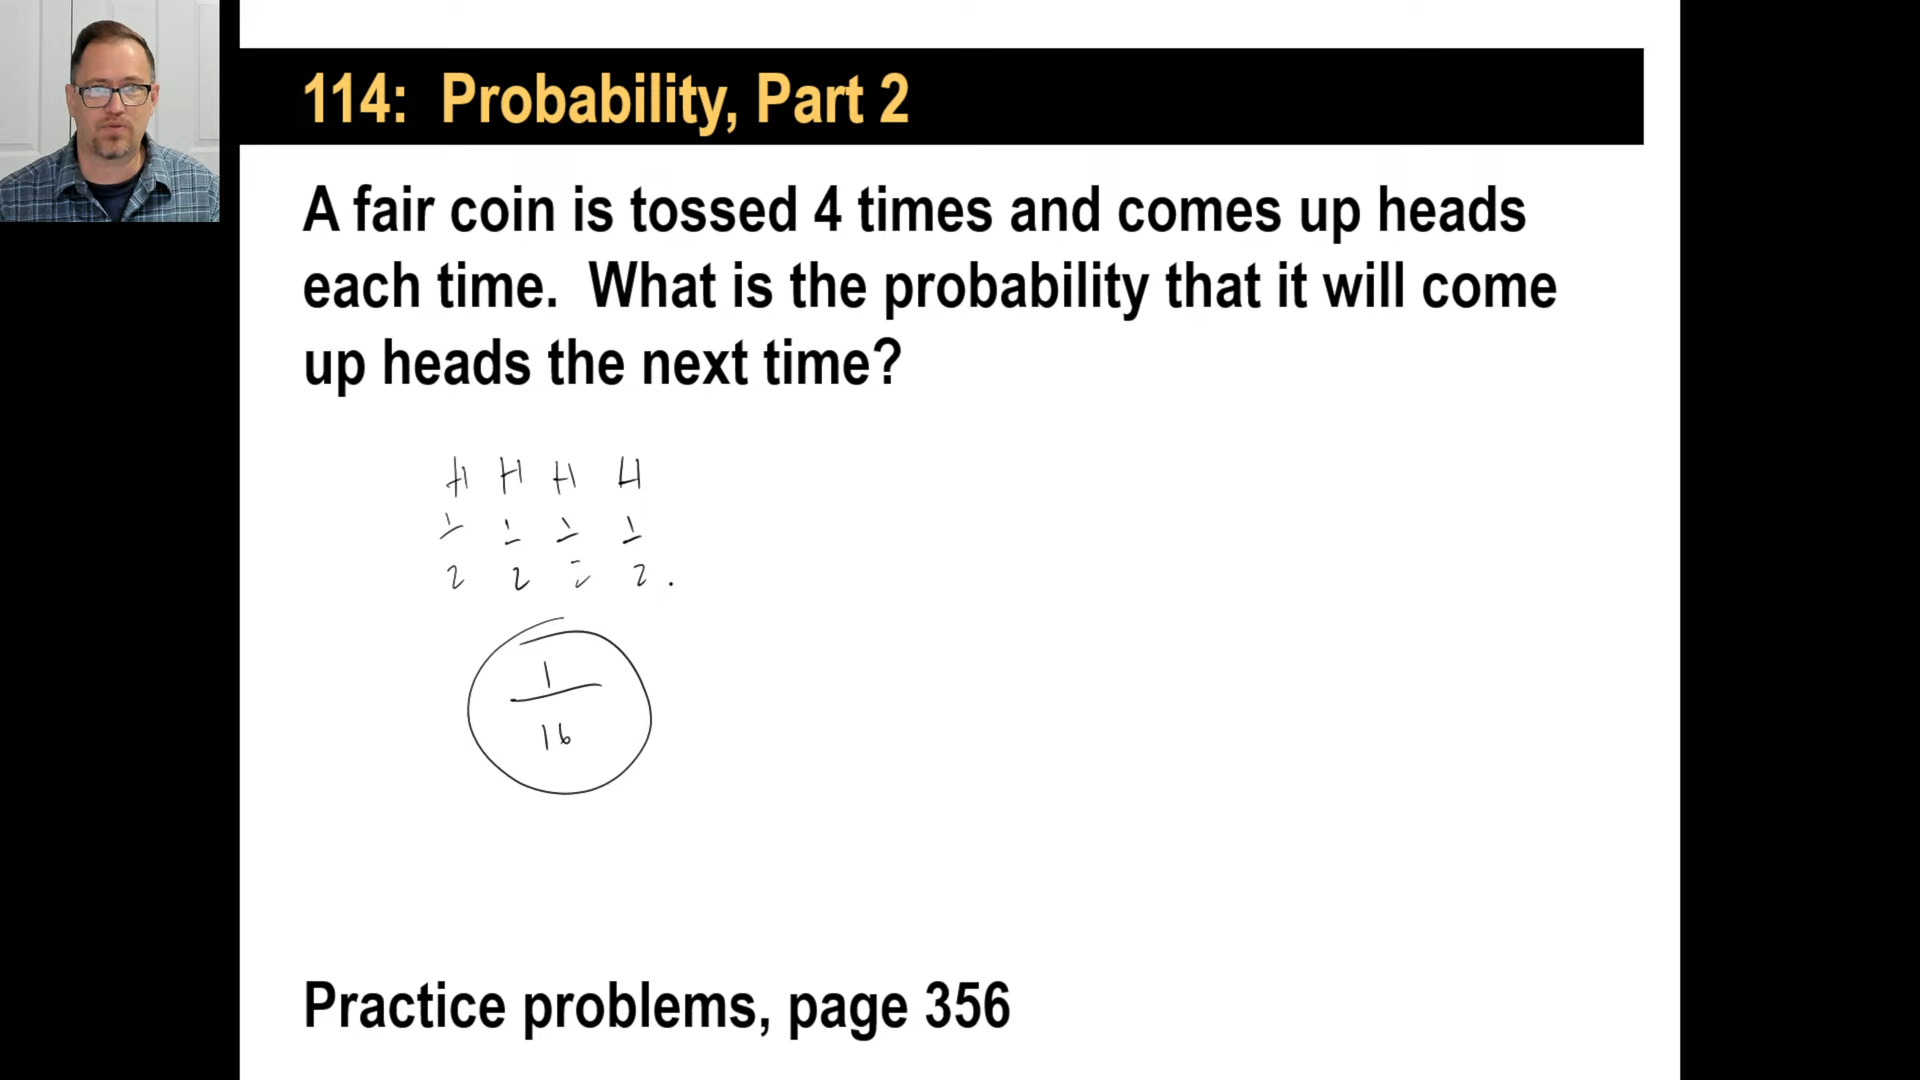 114: Probability, Part 2
A fair coin is tossed 4 times and comes up heads
each time. What is the probability that it will come
up heads the next time?
H H H H
1 1 1 1
2 2 2 2 .
1
16
Practice problems, page 356